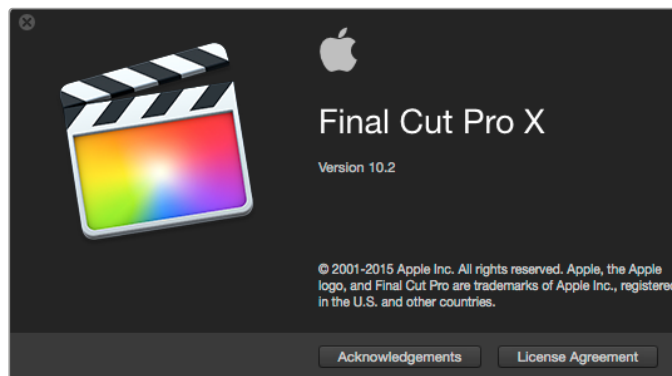 Final Cut Pro X
Version 10.2
© 2001-2015 Apple Inc. All rights reserved. Apple, the Apple
logo, and Final Cut Pro are trademarks of Apple Inc., registered
in the U.S. and other countries.
Acknowledgements
License Agreement